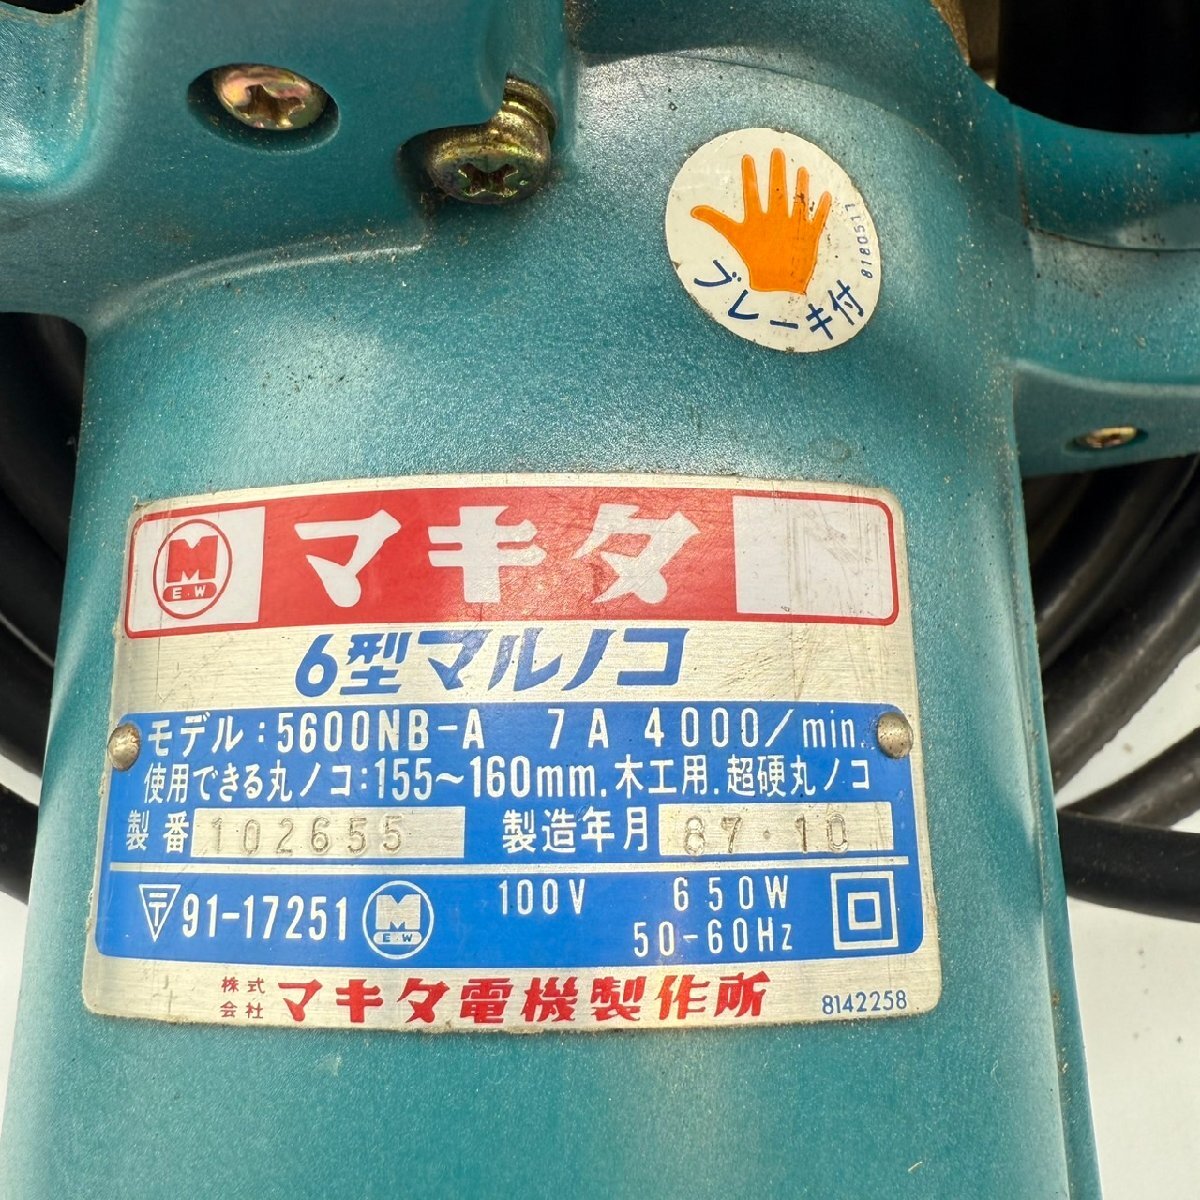 8180511
ブレーキ付
M
E.W
マキタ
6型マルノコ
モデル:5600NB-A 7A 4000/min.
使用できる丸ノコ:155~160mm.木工用.超硬丸ノコ
製番 102655 製造年月 87.10
〒91-17251 M E.W 100V 650W
50-60Hz
株式会社 マキタ電機製作所 8142258